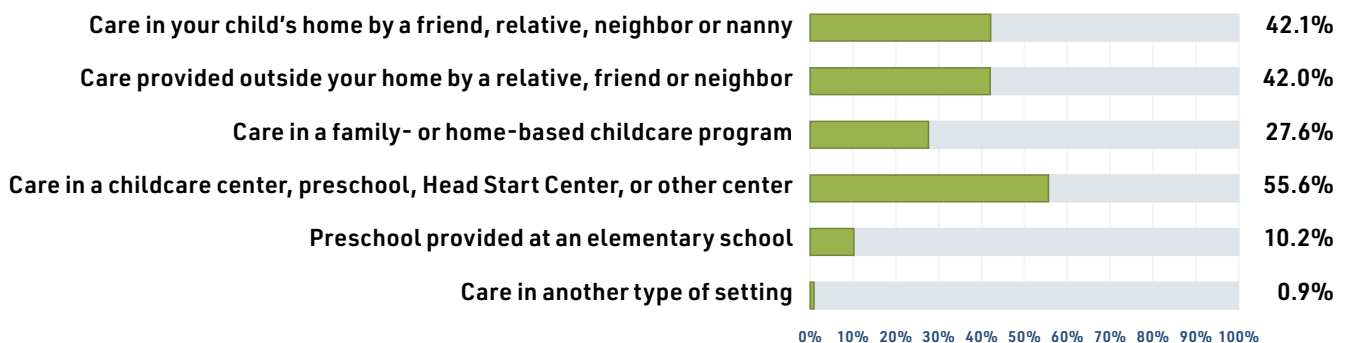 Care in your child's home by a friend, relative, neighbor or nanny 42.1%
Care provided outside your home by a relative, friend or neighbor 42.0%
Care in a family- or home-based childcare program 27.6%
Care in a childcare center, preschool, Head Start Center, or other center 55.6%
Preschool provided at an elementary school 10.2%
Care in another type of setting 0.9%
0% 10% 20% 30% 40% 50% 60% 70% 80% 90% 100%